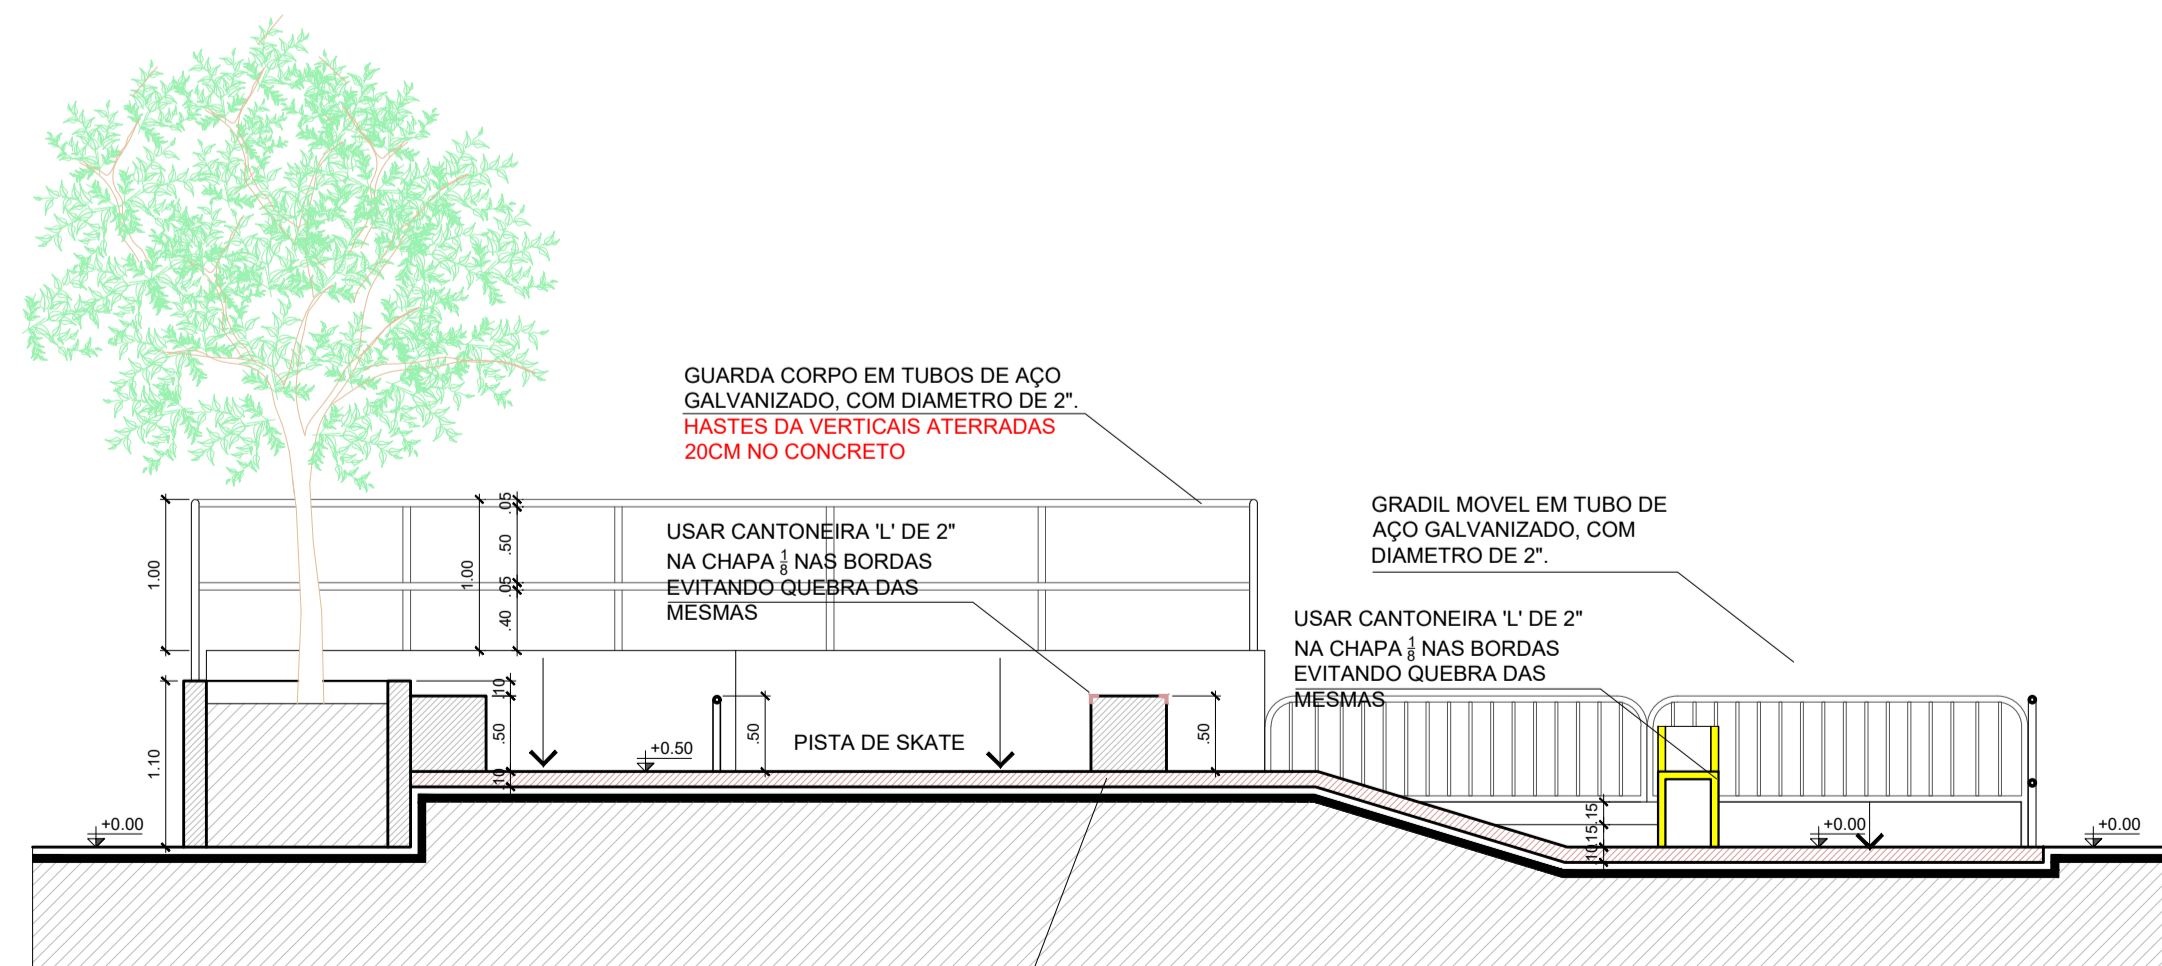 GUARDA CORPO EM TUBOS DE AÇO
GALVANIZADO, COM DIAMETRO DE 2".
HASTES DA VERTICAIS ATERRADAS
20CM NO CONCRETO
USAR CANTONEIRA 'L' DE 2"
NA CHAPA 1/8 NAS BORDAS
EVITANDO QUEBRA DAS
MESMAS
GRADIL MOVEL EM TUBO DE
AÇO GALVANIZADO, COM
DIAMETRO DE 2".
USAR CANTONEIRA 'L' DE 2"
NA CHAPA 1/8 NAS BORDAS
EVITANDO QUEBRA DAS
MESMAS
1.00
1.00
.05
.50
.05
.40
1.10
.10
.50
.10
+0.00
+0.50
.50
PISTA DE SKATE
.50
.15
.15
.10
+0.00
+0.00